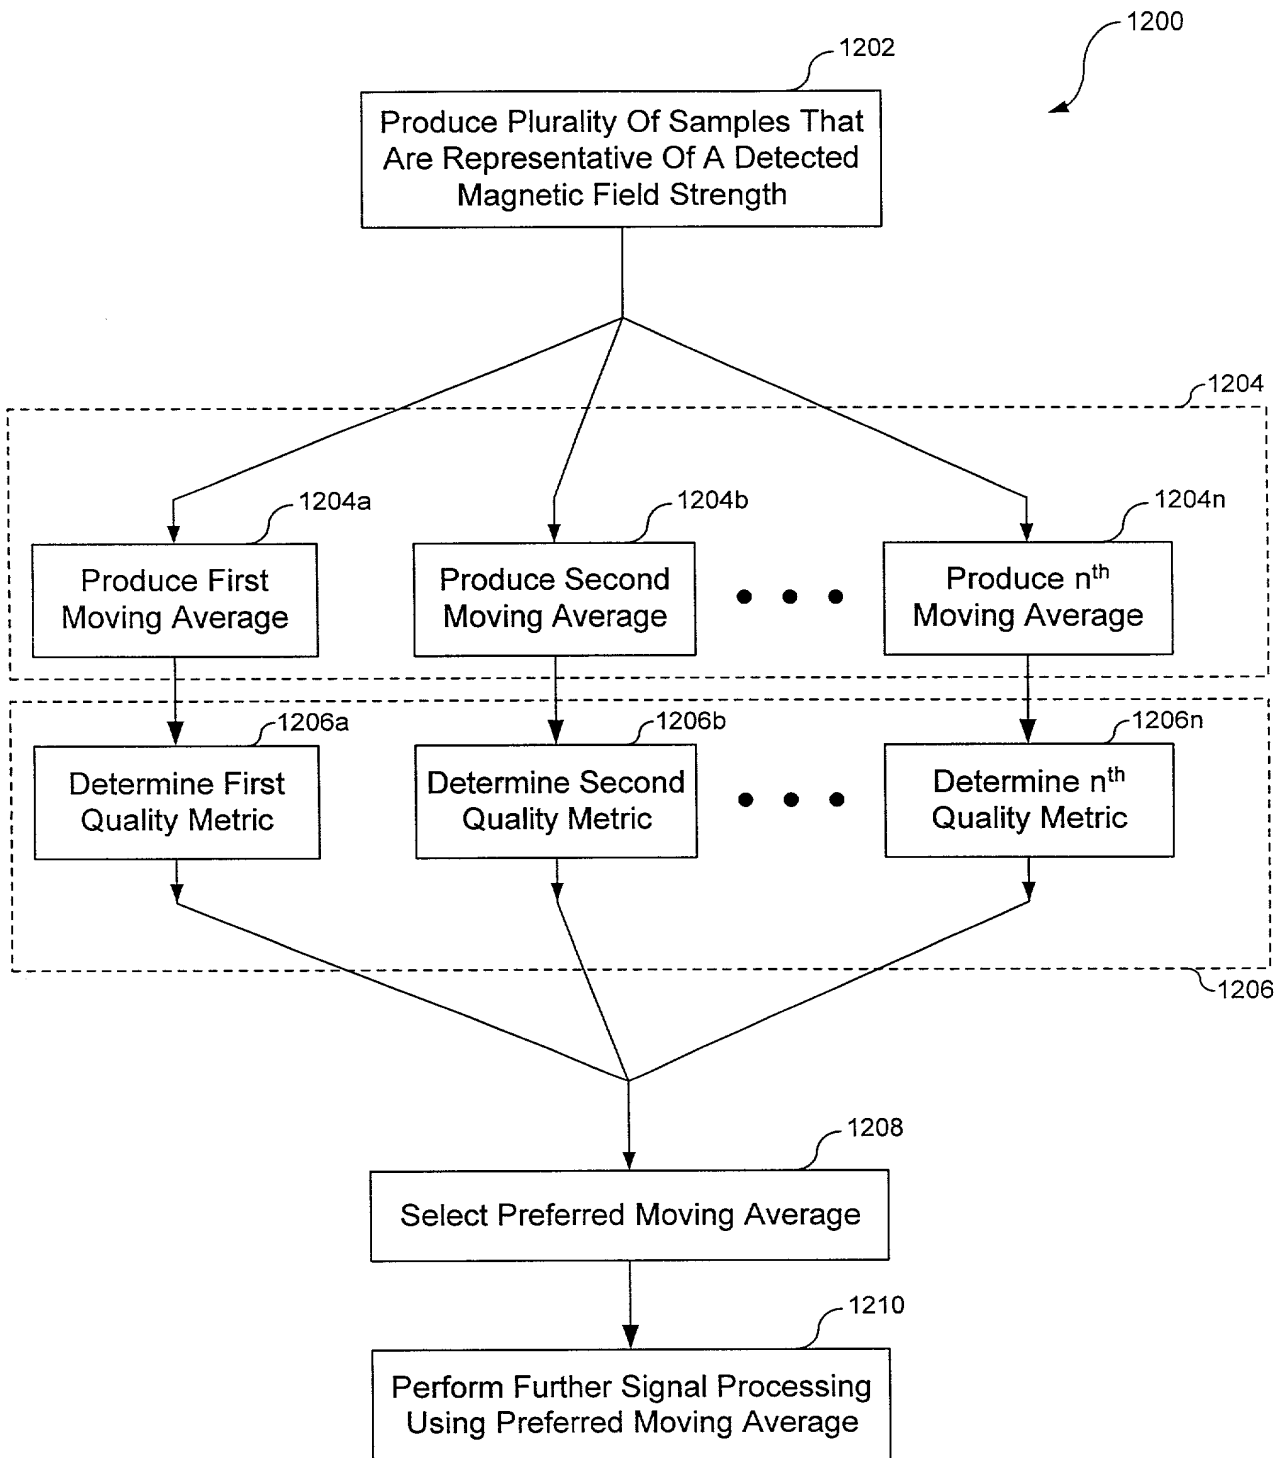 1200
1202
Produce Plurality Of Samples That
Are Representative Of A Detected
Magnetic Field Strength
1204
1204a
1204b
1204n
Produce First
Moving Average
Produce Second
Moving Average
Produce nth
Moving Average
1206a
1206b
1206n
Determine First
Quality Metric
Determine Second
Quality Metric
Determine nth
Quality Metric
1206
1208
Select Preferred Moving Average
1210
Perform Further Signal Processing
Using Preferred Moving Average